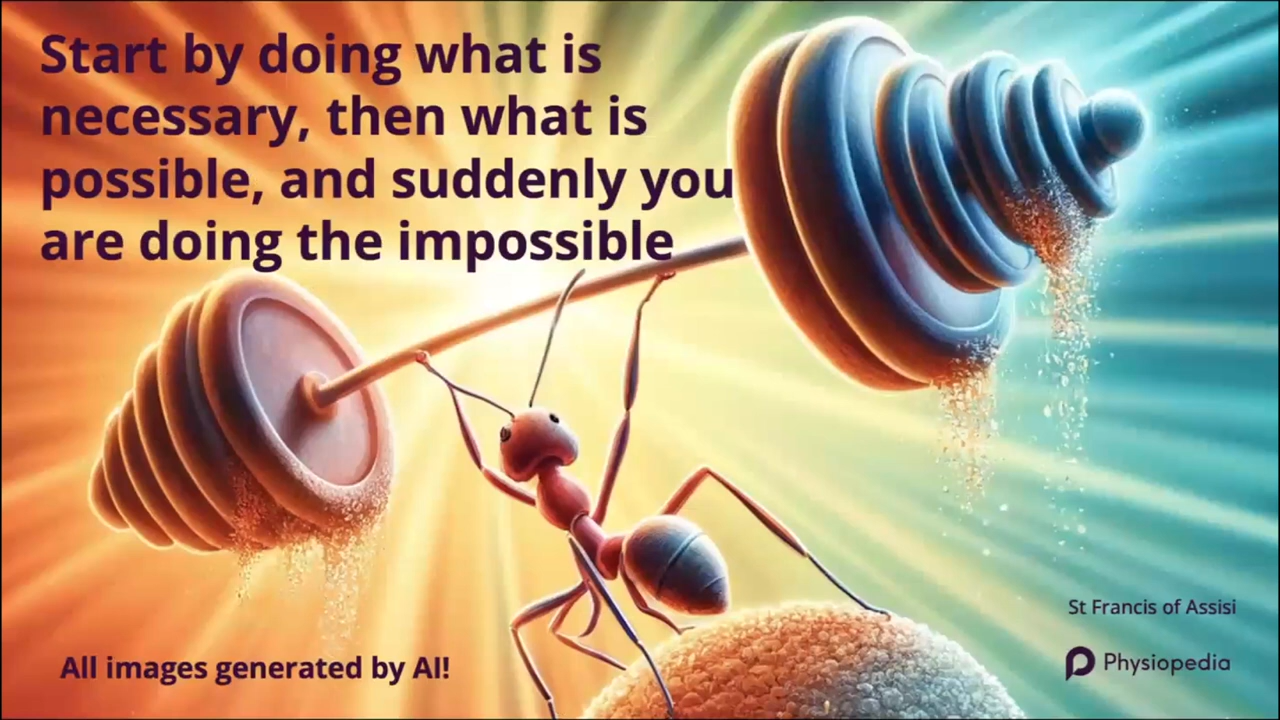 Start by doing what is
necessary, then what is
possible, and suddenly you
are doing the impossible
All images generated by AI!
St Francis of Assisi
Physiopedia